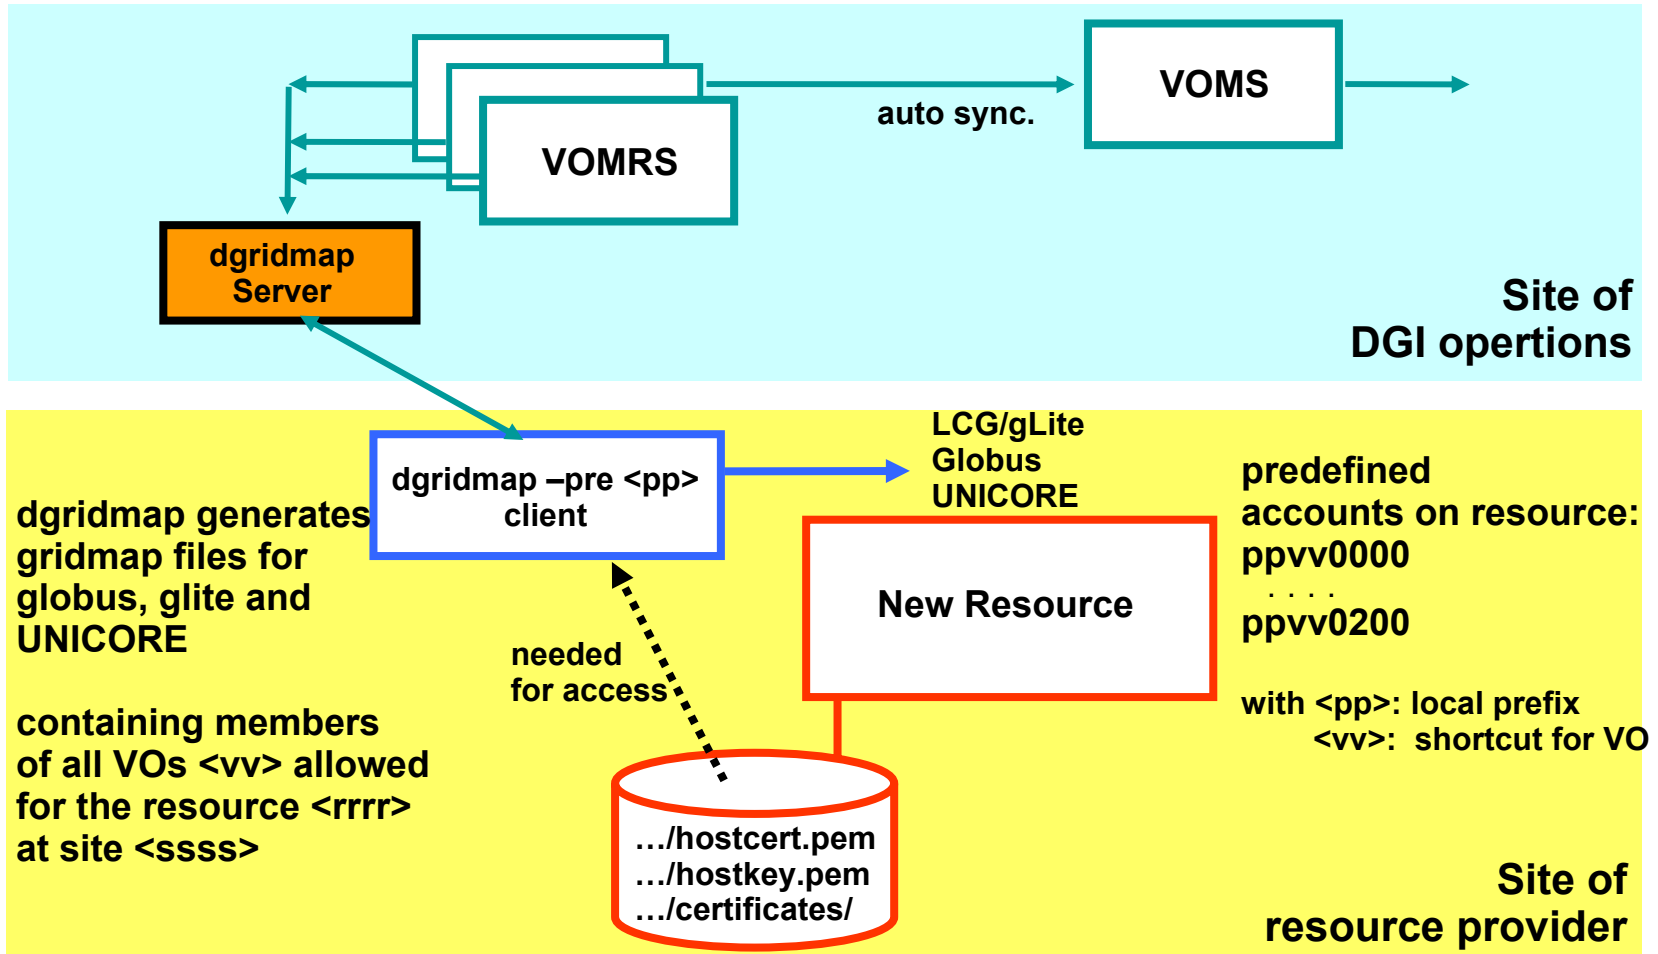 VOMS
auto sync.
VOMRS
dgridmap
Server
Site of
DGI opertions
LCG/gLite
Globus
UNICORE
dgridmap –pre <pp>
client
predefined
accounts on resource:
ppvv0000
. . . .
ppvv0200
with <pp>: local prefix
<vv>: shortcut for VO
dgridmap generates
gridmap files for
globus, glite and
UNICORE
containing members
of all VOs <vv> allowed
for the resource <rrrr>
at site <ssss>
New Resource
needed
for access
…/hostcert.pem
…/hostkey.pem
…/certificates/
Site of
resource provider